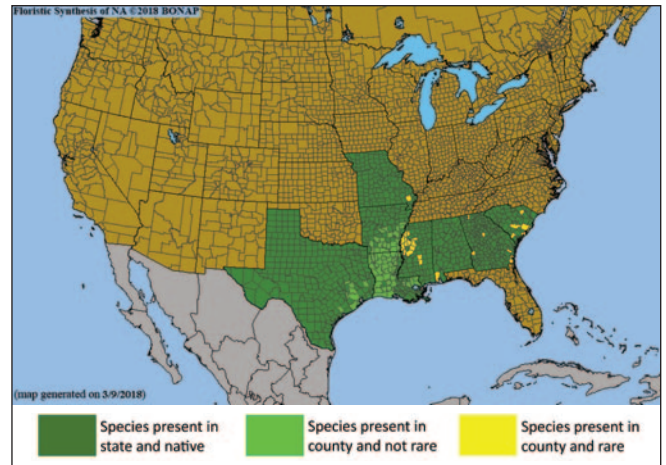 Floristic Synthesis of NA ©2018 BONAP
(map generated on 3/9/2018)
Species present in
state and native
Species present in
county and not rare
Species present in
county and rare